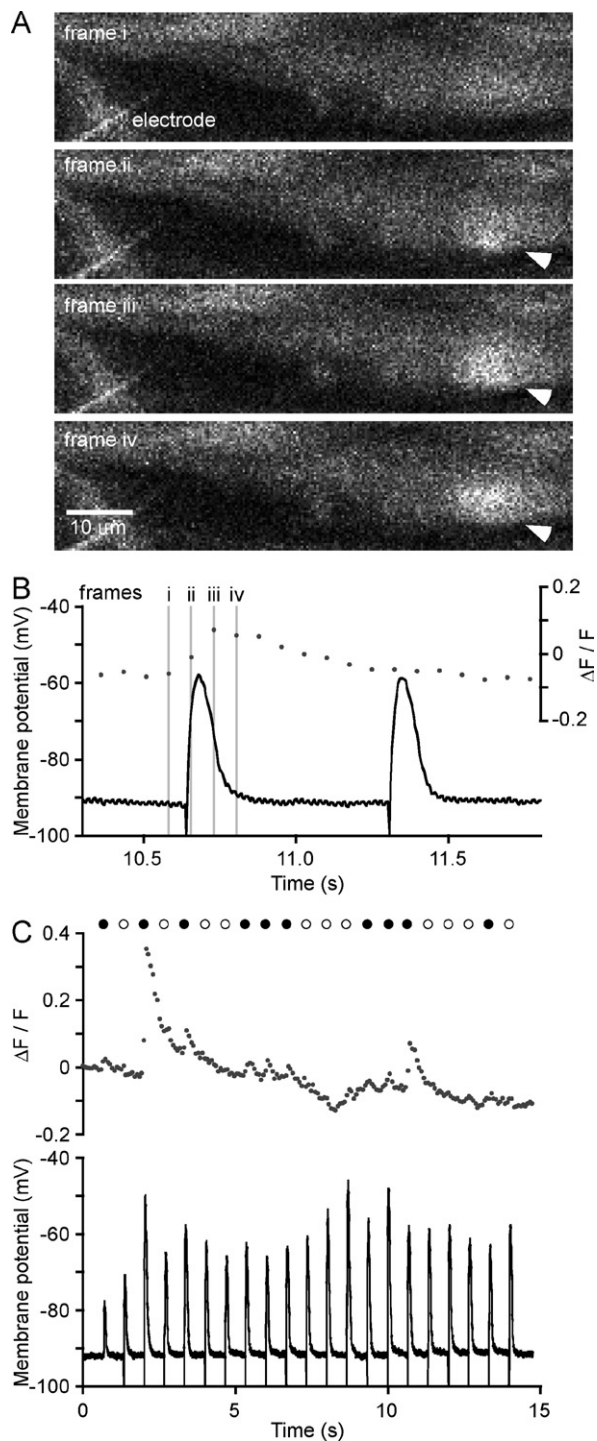 A
frame i
electrode
frame ii
frame iii
frame iv
10 µm
B
frames i ii iii iv
-40
-60
-80
-100
Membrane potential (mV)
0.2
0
-0.2
ΔF / F
10.5 11.0 11.5
Time (s)
C
0.4
0.2
0
-0.2
ΔF / F
-40
-60
-80
-100
Membrane potential (mV)
0 5 10 15
Time (s)